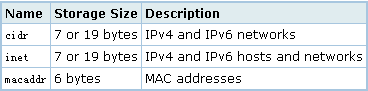 Name Storage Size Description
cidr 7 or 19 bytes IPv4 and IPv6 networks
inet 7 or 19 bytes IPv4 and IPv6 hosts and networks
macaddr 6 bytes MAC addresses